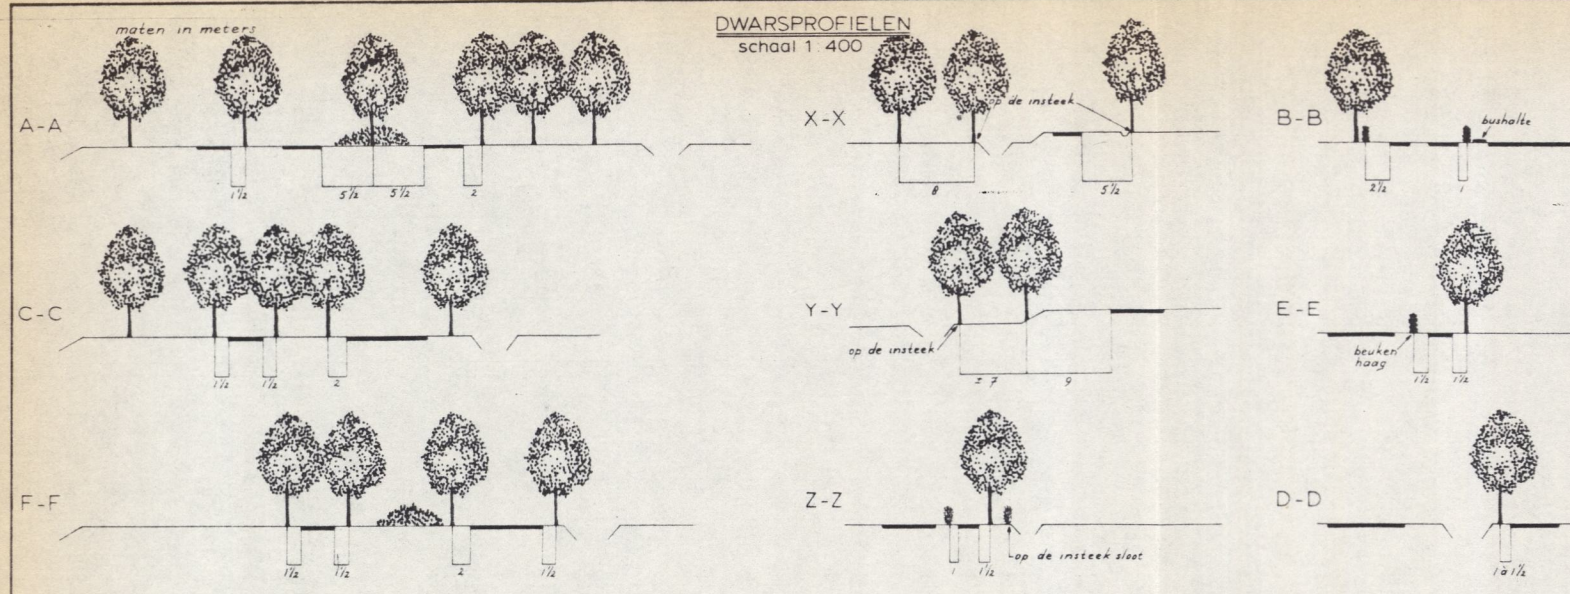 DWARSPROFIELEN
schaal 1:400
maten in meters
A-A
1½ 5½ 5½ 2
X-X
op de insteek
8 5½
B-B
bushalte
2½ 1
C-C
1½ 1½ 2
Y-Y
op de insteek
± 7 9
E-E
beuken
haag
1½ 1½
F-F
1½ 1½ 2 1½
Z-Z
op de insteek sloot
1 1½
D-D
1 à 1½